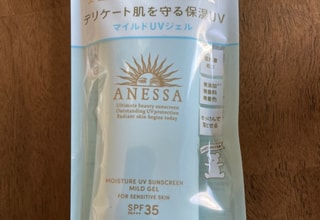 デリケート肌を守る保湿UV
マイルドUVジェル
ANESSA
Ultimate beauty sunscreen
Outstanding UV protection
Radiant skin begins today
MOISTURE UV SUNSCREEN
MILD GEL
FOR SENSITIVE SKIN
SPF35